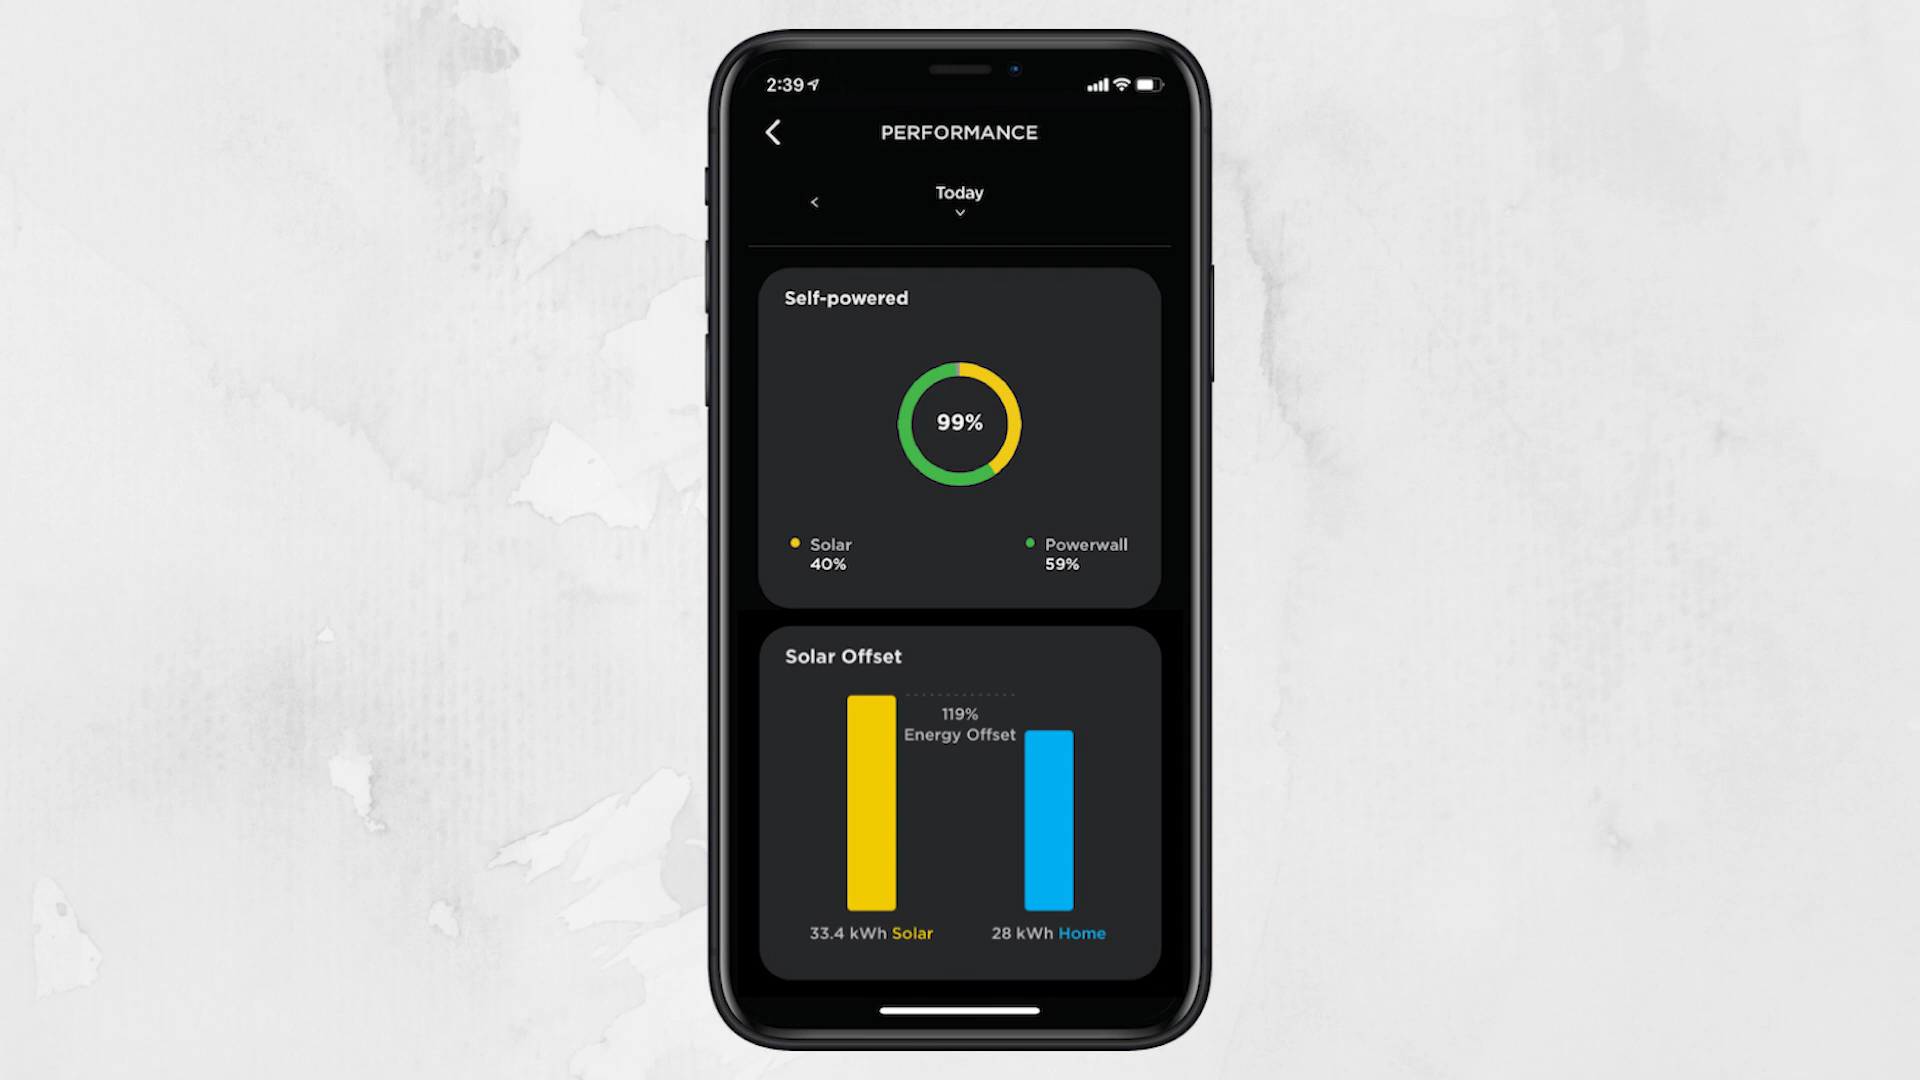 2:39
PERFORMANCE
Today
Self-powered
99%
Solar
40%
Powerwall
59%
Solar Offset
119%
Energy Offset
33.4 kWh Solar
28 kWh Home